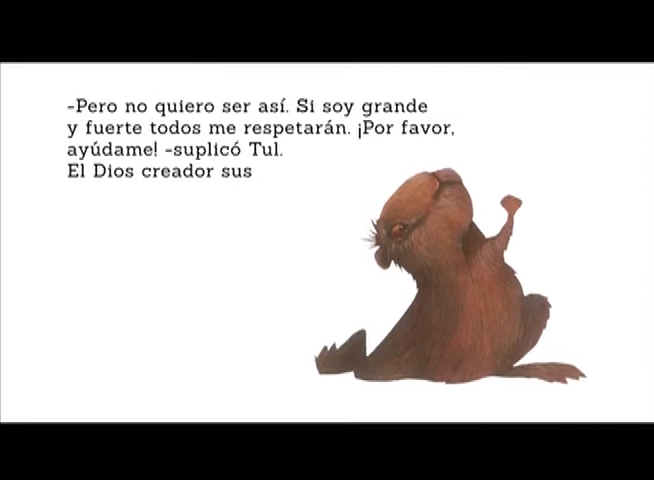 -Pero no quiero ser así. Si soy grande
y fuerte todos me respetarán. ¡Por favor,
ayúdame! -suplicó Tul.
El Dios creador sus